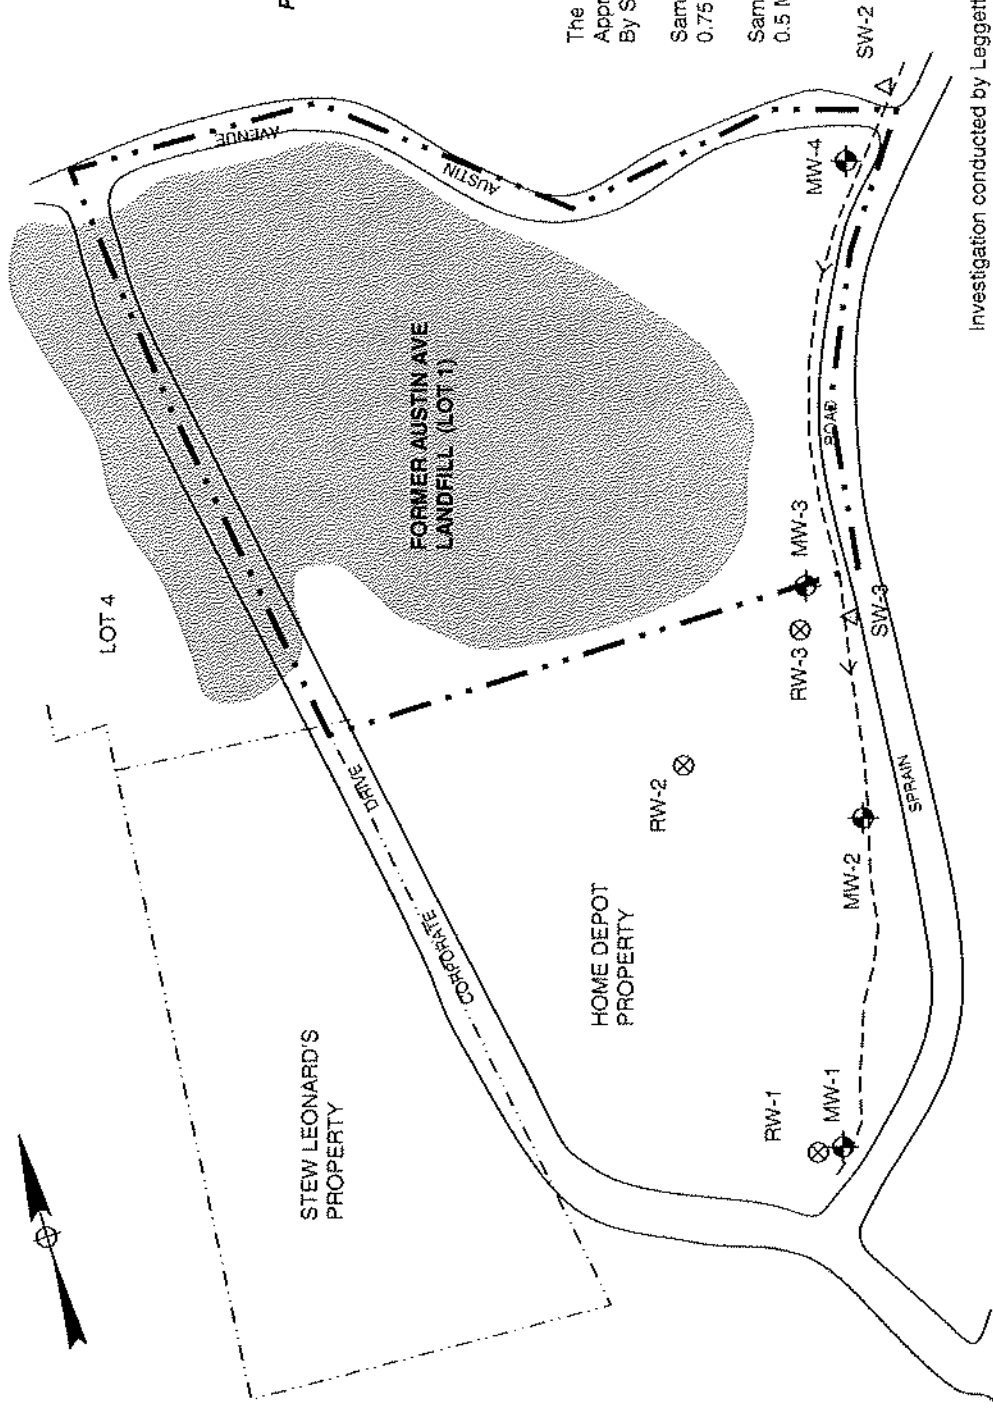 P
The
Appr
By S
Sam
0.75
Sam
0.5 M
SW-2
Investigation conducted by Leggett
AVENUE
AUSTIN
MW-4
FORMER AUSTIN AVE
LANDFILL (LOT 1)
ROAD
LOT 4
MW-3
RW-3
SW-3
RW-2
DRIVE
SPRAIN
MW-2
CORPORATE
HOME DEPOT
PROPERTY
STEW LEONARD'S
PROPERTY
RW-1
MW-1